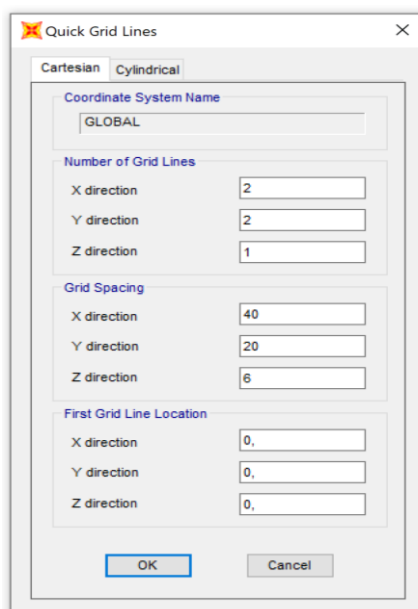 Quick Grid Lines
Cartesian Cylindrical
Coordinate System Name
GLOBAL
Number of Grid Lines
X direction 2
Y direction 2
Z direction 1
Grid Spacing
X direction 40
Y direction 20
Z direction 6
First Grid Line Location
X direction 0,
Y direction 0,
Z direction 0,
OK Cancel